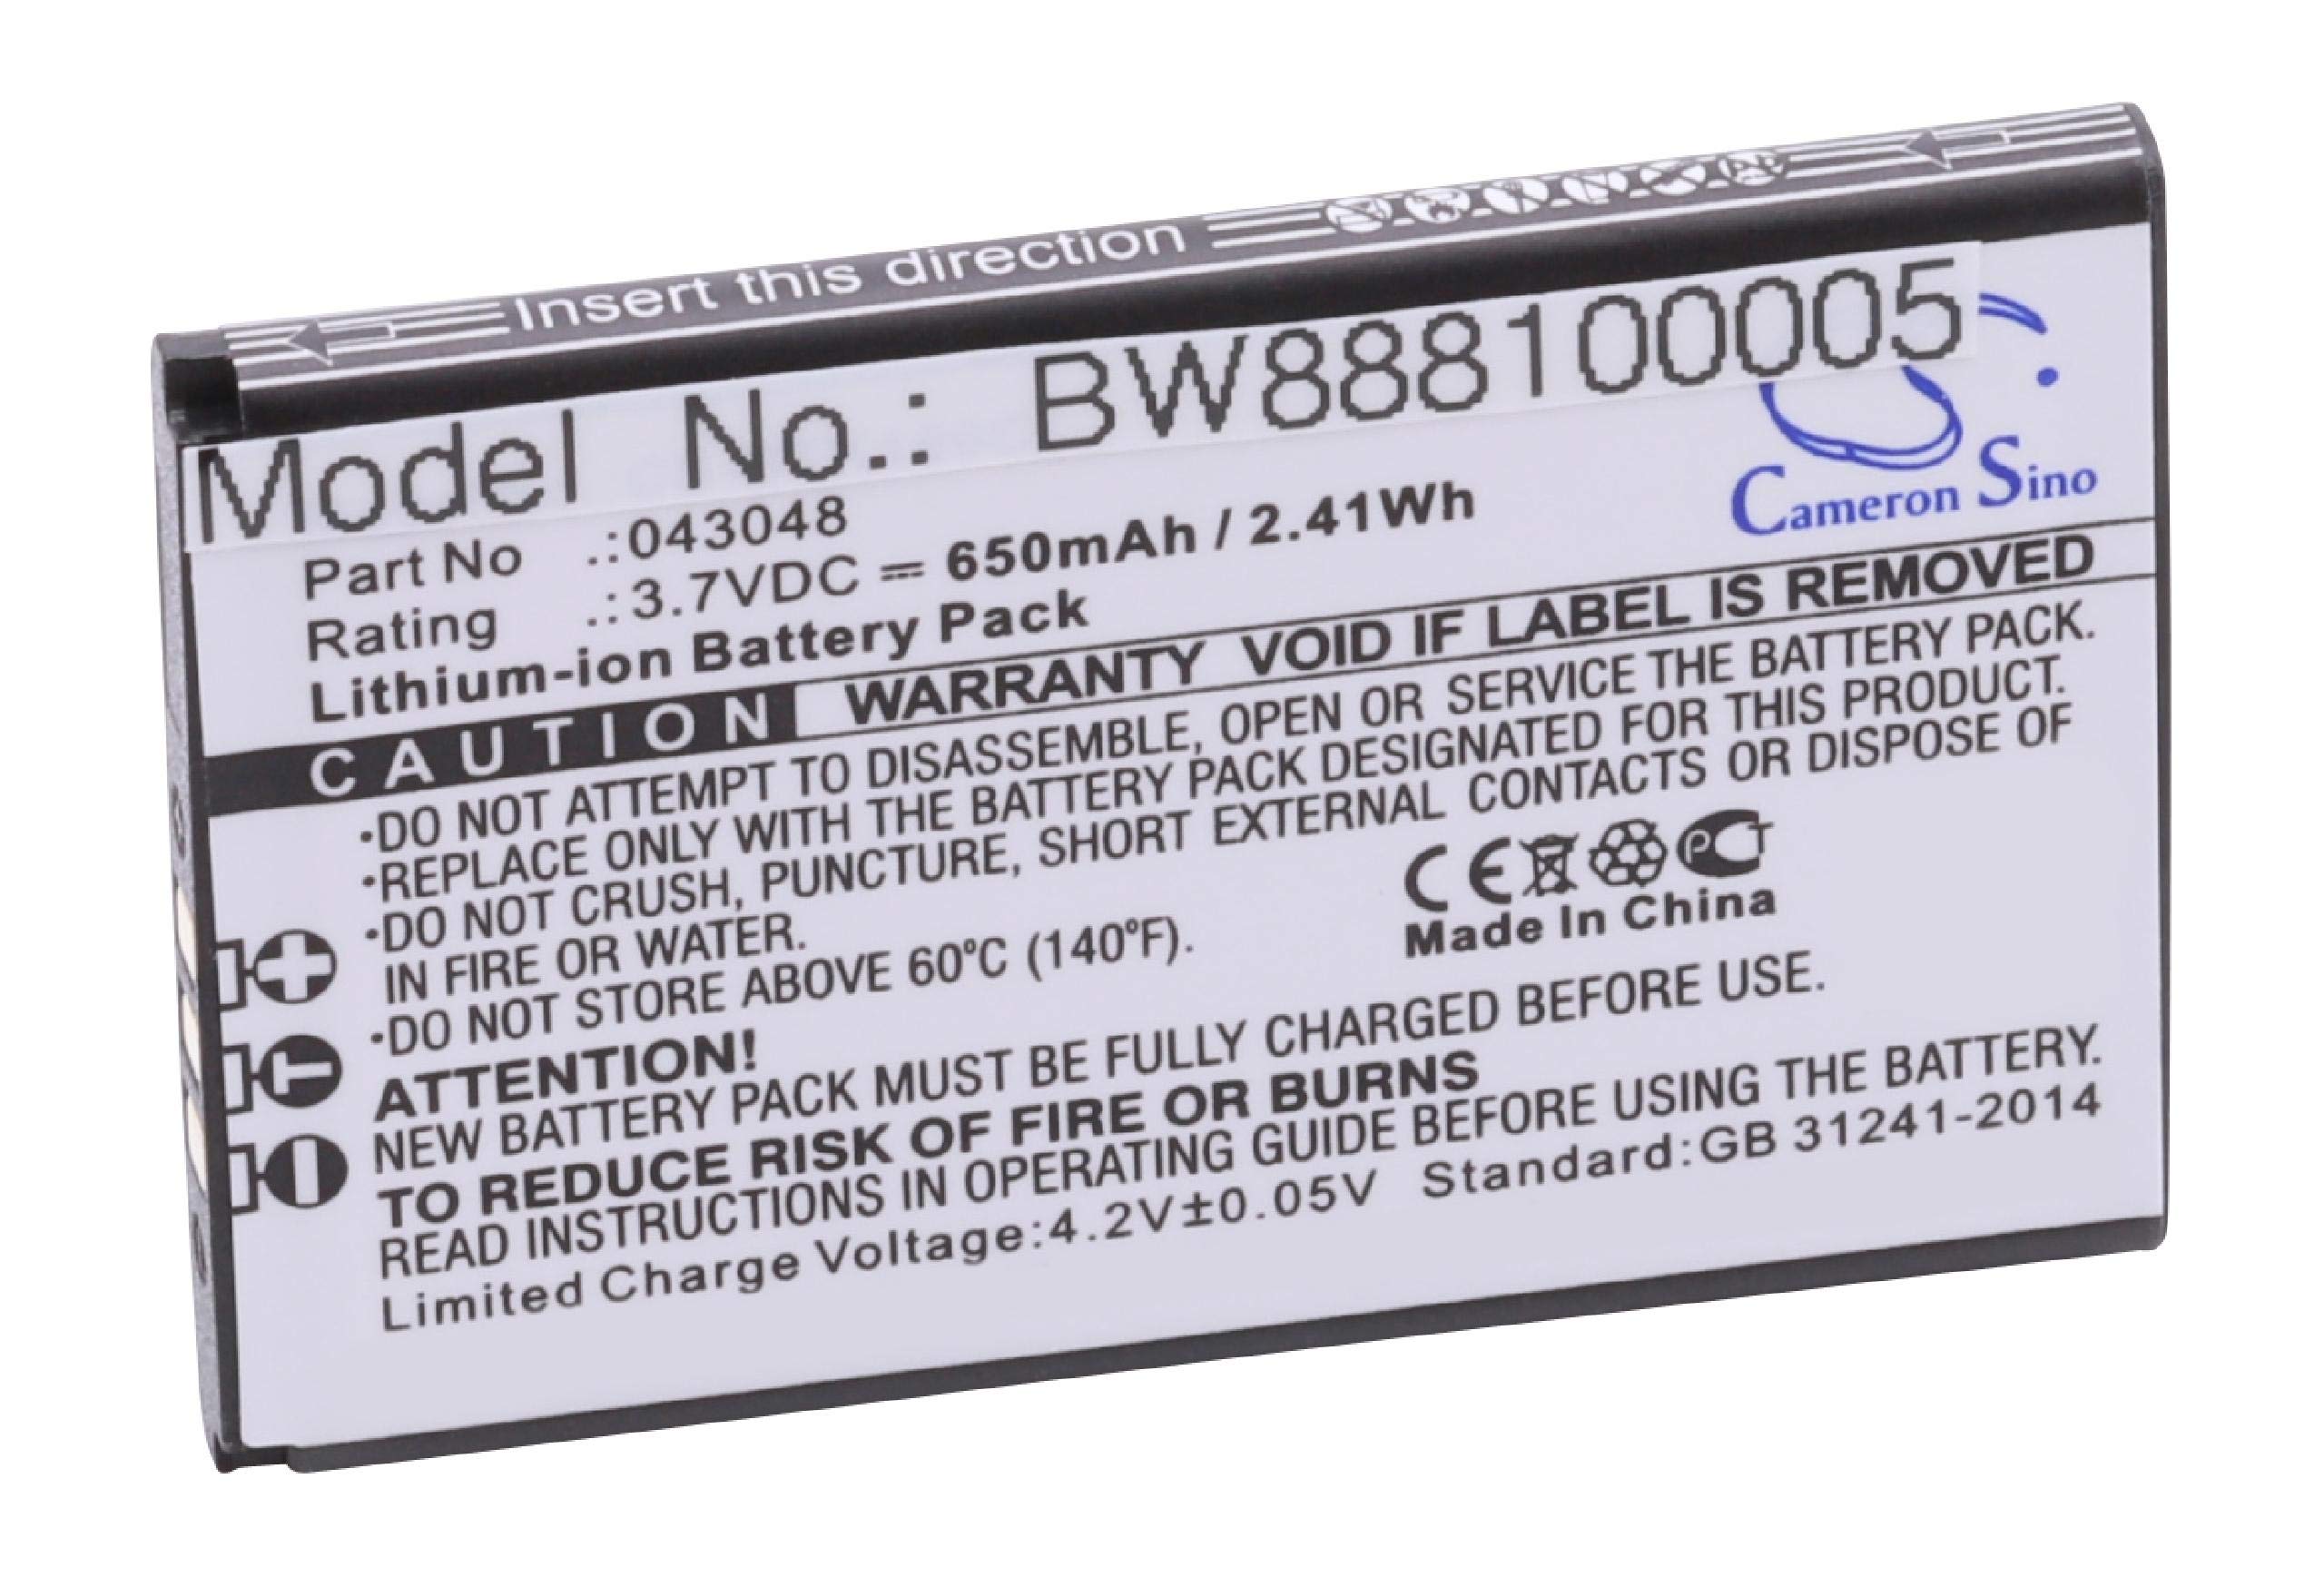 Insert this direction
Model No.: BW888100005
Cameron Sino
Part No .:043048
Rating .:3.7VDC ⎓ 650mAh / 2.41Wh
Lithium-ion Battery Pack
CAUTION WARRANTY VOID IF LABEL IS REMOVED
•DO NOT ATTEMPT TO DISASSEMBLE, OPEN OR SERVICE THE BATTERY PACK.
•REPLACE ONLY WITH THE BATTERY PACK DESIGNATED FOR THIS PRODUCT.
•DO NOT CRUSH, PUNCTURE, SHORT EXTERNAL CONTACTS OR DISPOSE OF
IN FIRE OR WATER.
•DO NOT STORE ABOVE 60°C (140°F).
CE PCT
Made In China
+
T
ATTENTION!
NEW BATTERY PACK MUST BE FULLY CHARGED BEFORE USE.
TO REDUCE RISK OF FIRE OR BURNS
READ INSTRUCTIONS IN OPERATING GUIDE BEFORE USING THE BATTERY.
Limited Charge Voltage:4.2V±0.05V Standard:GB 31241-2014